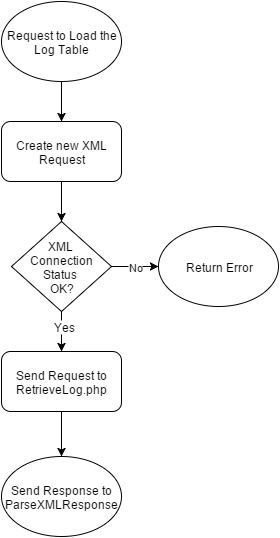 Request to Load the
Log Table
Create new XML
Request
XML
Connection
Status
OK?
No
Return Error
Yes
Send Request to
RetrieveLog.php
Send Response to
ParseXMLResponse